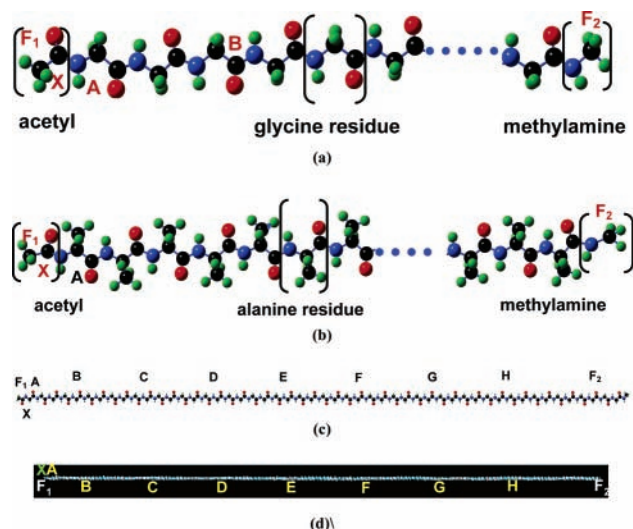 F1 X A B F2
acetyl glycine residue methylamine
(a)
F1 X A F2
acetyl alanine residue methylamine
(b)
F1 A B C D E F G H F2
X
(c)
XA
F1 B C D E F G H F2
(d)\